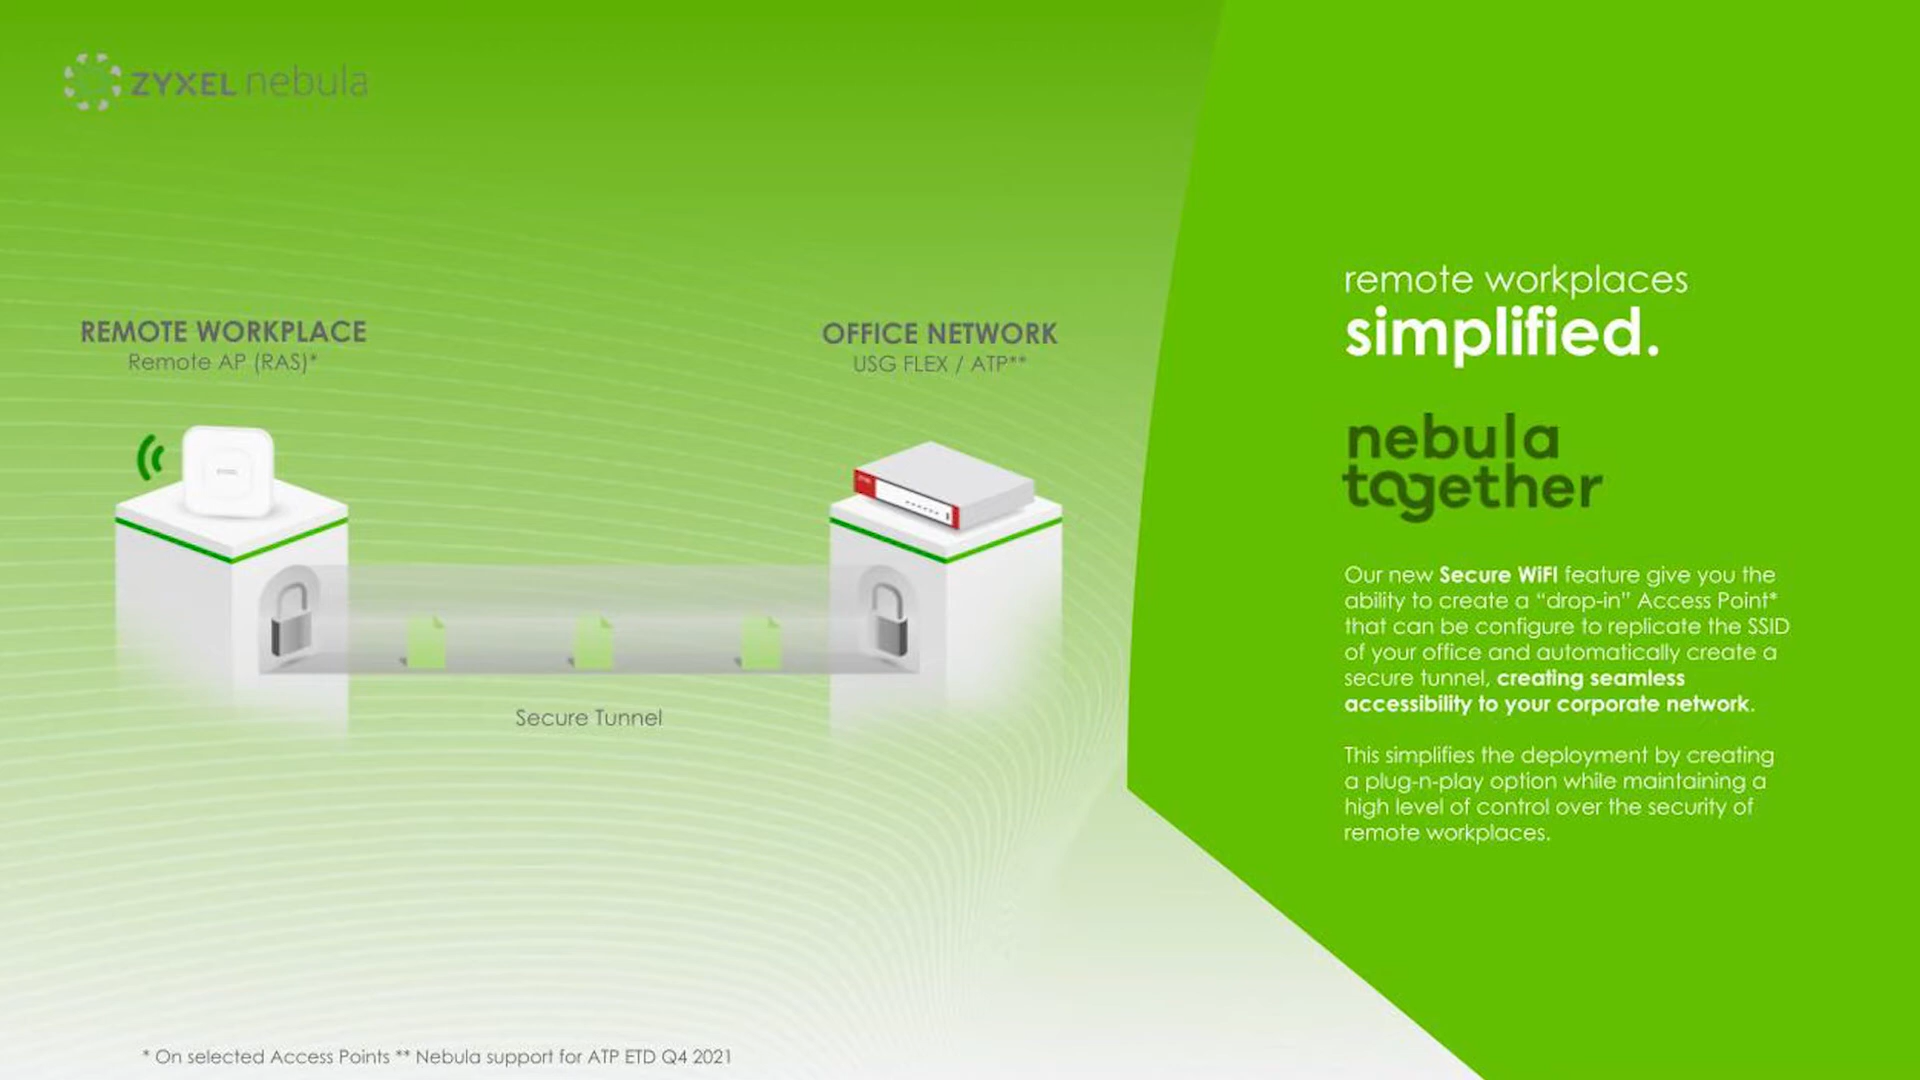 ZYXEL nebula
REMOTE WORKPLACE
Remote AP (RAS)*
OFFICE NETWORK
USG FLEX / ATP**
Secure Tunnel
* On selected Access Points ** Nebula support for ATP ETD Q4 2021
remote workplaces
simplified.
nebula
together
Our new Secure WiFI feature give you the
ability to create a “drop-in” Access Point*
that can be configure to replicate the SSID
of your office and automatically create a
secure tunnel, creating seamless
accessibility to your corporate network.
This simplifies the deployment by creating
a plug-n-play option while maintaining a
high level of control over the security of
remote workplaces.